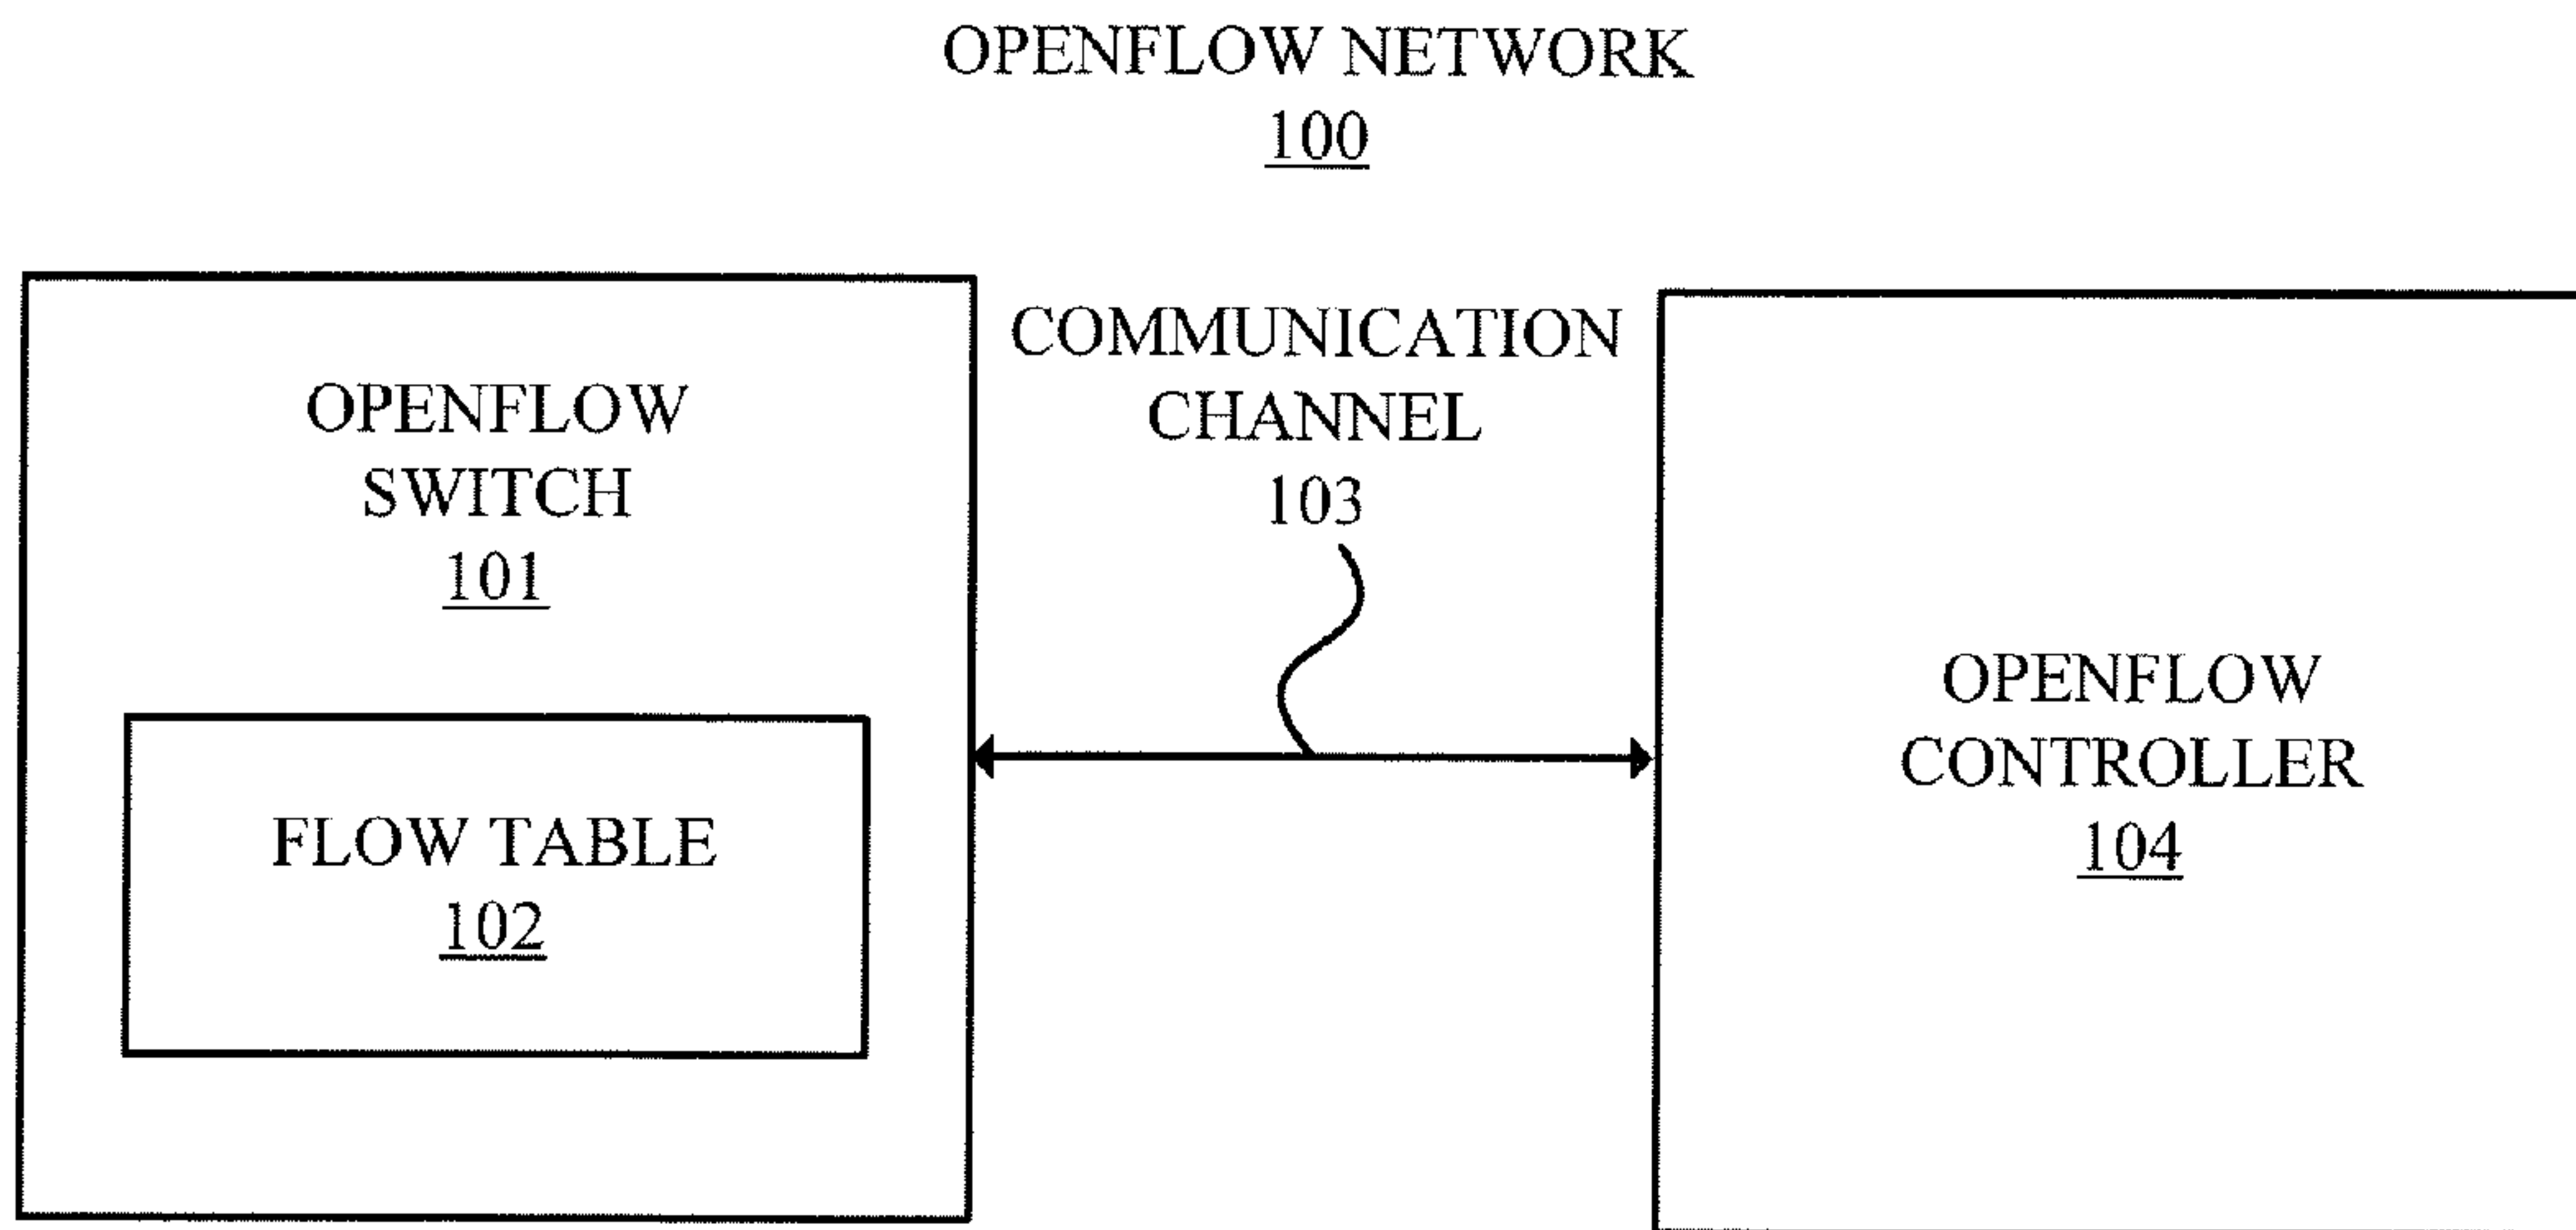 OPENFLOW NETWORK
100
OPENFLOW
SWITCH
101
FLOW TABLE
102
COMMUNICATION
CHANNEL
103
OPENFLOW
CONTROLLER
104